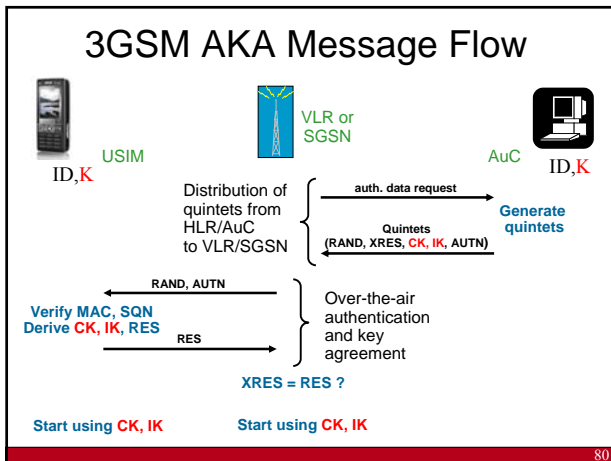 3GSM AKA Message Flow
VLR or
SGSN
USIM
AuC
ID,K
ID,K
Distribution of
quintets from
HLR/AuC
to VLR/SGSN
auth. data request
Generate
quintets
Quintets
(RAND, XRES, CK, IK, AUTN)
RAND, AUTN
Verify MAC, SQN
Derive CK, IK, RES
RES
Over-the-air
authentication
and key
agreement
XRES = RES ?
Start using CK, IK
Start using CK, IK
80